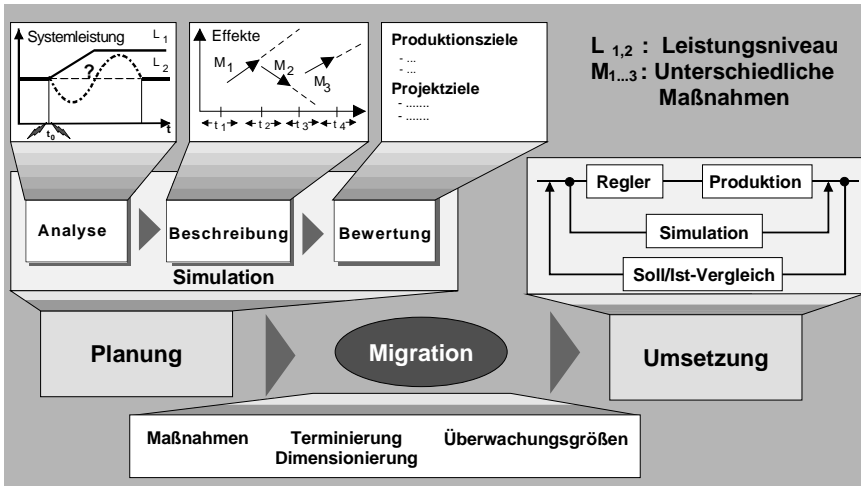 Systemleistung
L 1
L 2
?
t
t0
Effekte
M1
M2
M3
t1
t2
t3
t4
Produktionsziele
- ...
- ...
Projektziele
- .......
- .......
L 1,2 : Leistungsniveau
M1...3 : Unterschiedliche
Maßnahmen
Analyse
Beschreibung
Bewertung
Simulation
Regler
Produktion
Simulation
Soll/Ist-Vergleich
Planung
Migration
Umsetzung
Maßnahmen
Terminierung
Dimensionierung
Überwachungsgrößen